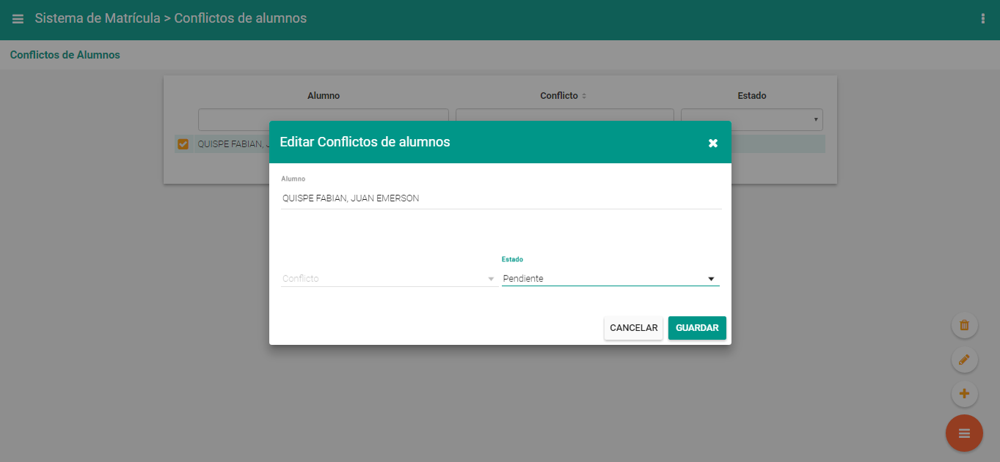 Sistema de Matrícula > Conflictos de alumnos
Conflictos de Alumnos
Alumno Conflicto Estado
QUISPE FABIAN, J
Editar Conflictos de alumnos
Alumno
QUISPE FABIAN, JUAN EMERSON
Estado
Conflicto Pendiente
CANCELAR GUARDAR